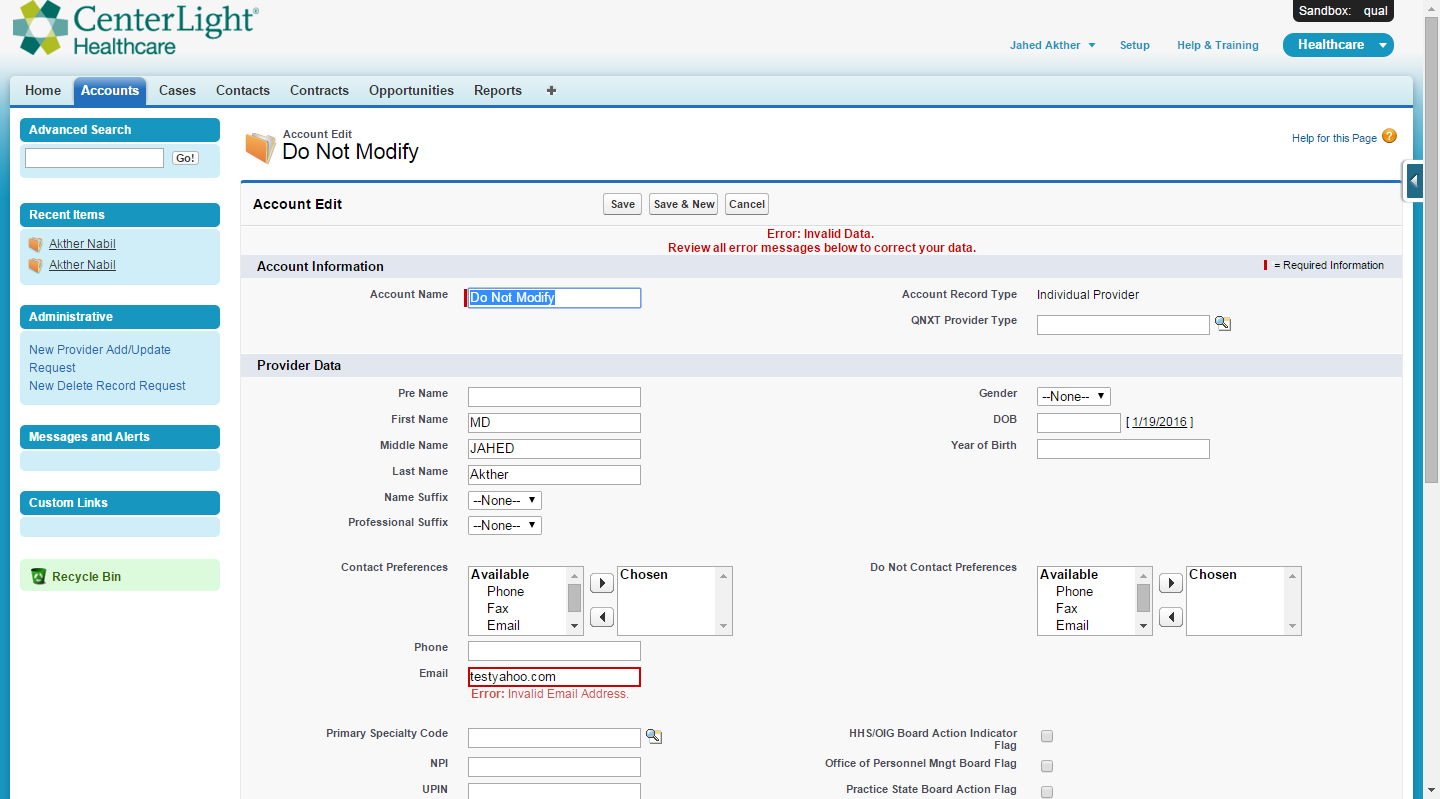 CenterLight®
Healthcare
Sandbox: qual
Jahed Akther Setup Help & Training Healthcare
Home Accounts Cases Contacts Contracts Opportunities Reports +
Advanced Search
Go!
Recent Items
Akther Nabil
Akther Nabil
Administrative
New Provider Add/Update
Request
New Delete Record Request
Messages and Alerts
Custom Links
Recycle Bin
Account Edit
Do Not Modify
Help for this Page ?
Account Edit Save Save & New Cancel
Error: Invalid Data.
Review all error messages below to correct your data.
Account Information = Required Information
Account Name Do Not Modify Account Record Type Individual Provider
QNXT Provider Type
Provider Data
Pre Name Gender --None--
First Name MD DOB [ 1/19/2016 ]
Middle Name JAHED Year of Birth
Last Name Akther
Name Suffix --None--
Professional Suffix --None--
Contact Preferences Available Chosen Do Not Contact Preferences Available Chosen
Phone Phone
Fax Fax
Email Email
Phone
Email testyahoo.com
Error: Invalid Email Address.
Primary Specialty Code HHS/OIG Board Action Indicator
Flag
NPI Office of Personnel Mngt Board Flag
UPIN Practice State Board Action Flag